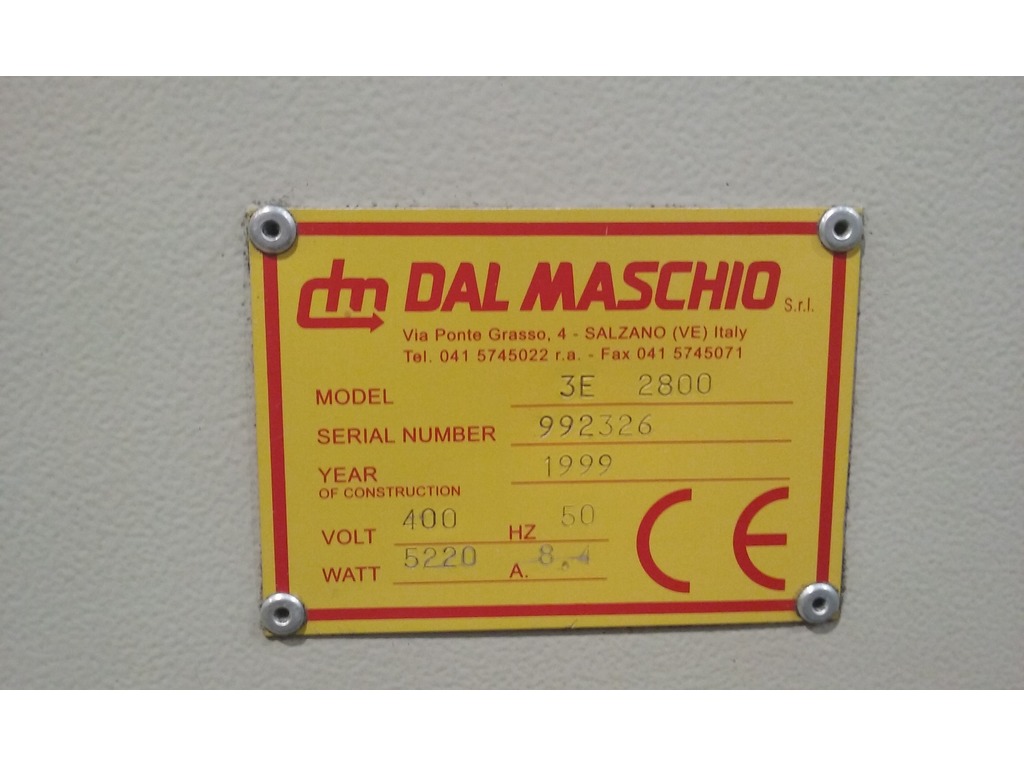 dm DAL MASCHIO S.r.l.
Via Ponte Grasso, 4 - SALZANO (VE) Italy
Tel. 041 5745022 r.a. - Fax 041 5745071
MODEL 3E 2800
SERIAL NUMBER 992326
YEAR 1999
OF CONSTRUCTION
VOLT 400 HZ 50
WATT 5220 A. 8.4
CE